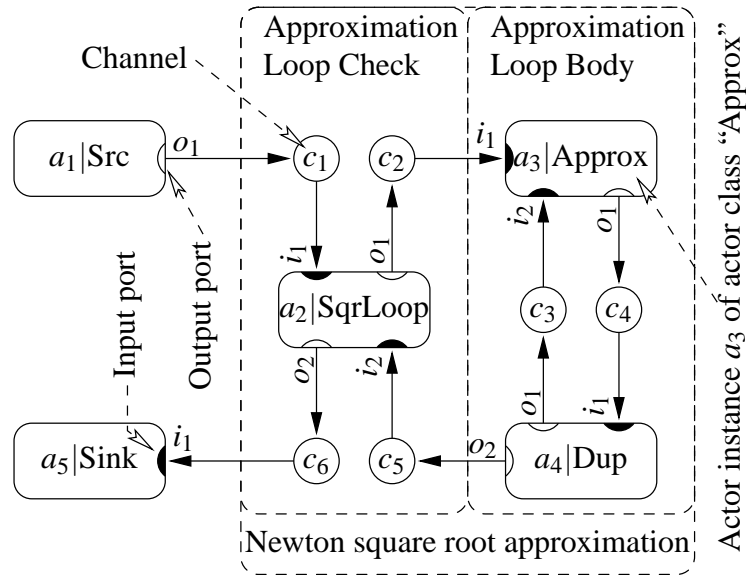 Approximation
Loop Check
Approximation
Loop Body
Channel
a₁|Src
o₁
c₁
c₂
i₁
a₃|Approx
i₂
o₁
i₁
o₁
a₂|SqrLoop
o₂
i₂
c₃
c₄
o₁
i₁
Input port
Output port
a₅|Sink
i₁
c₆
c₅
o₂
a₄|Dup
Newton square root approximation
Actor instance a₃ of actor class “Approx”